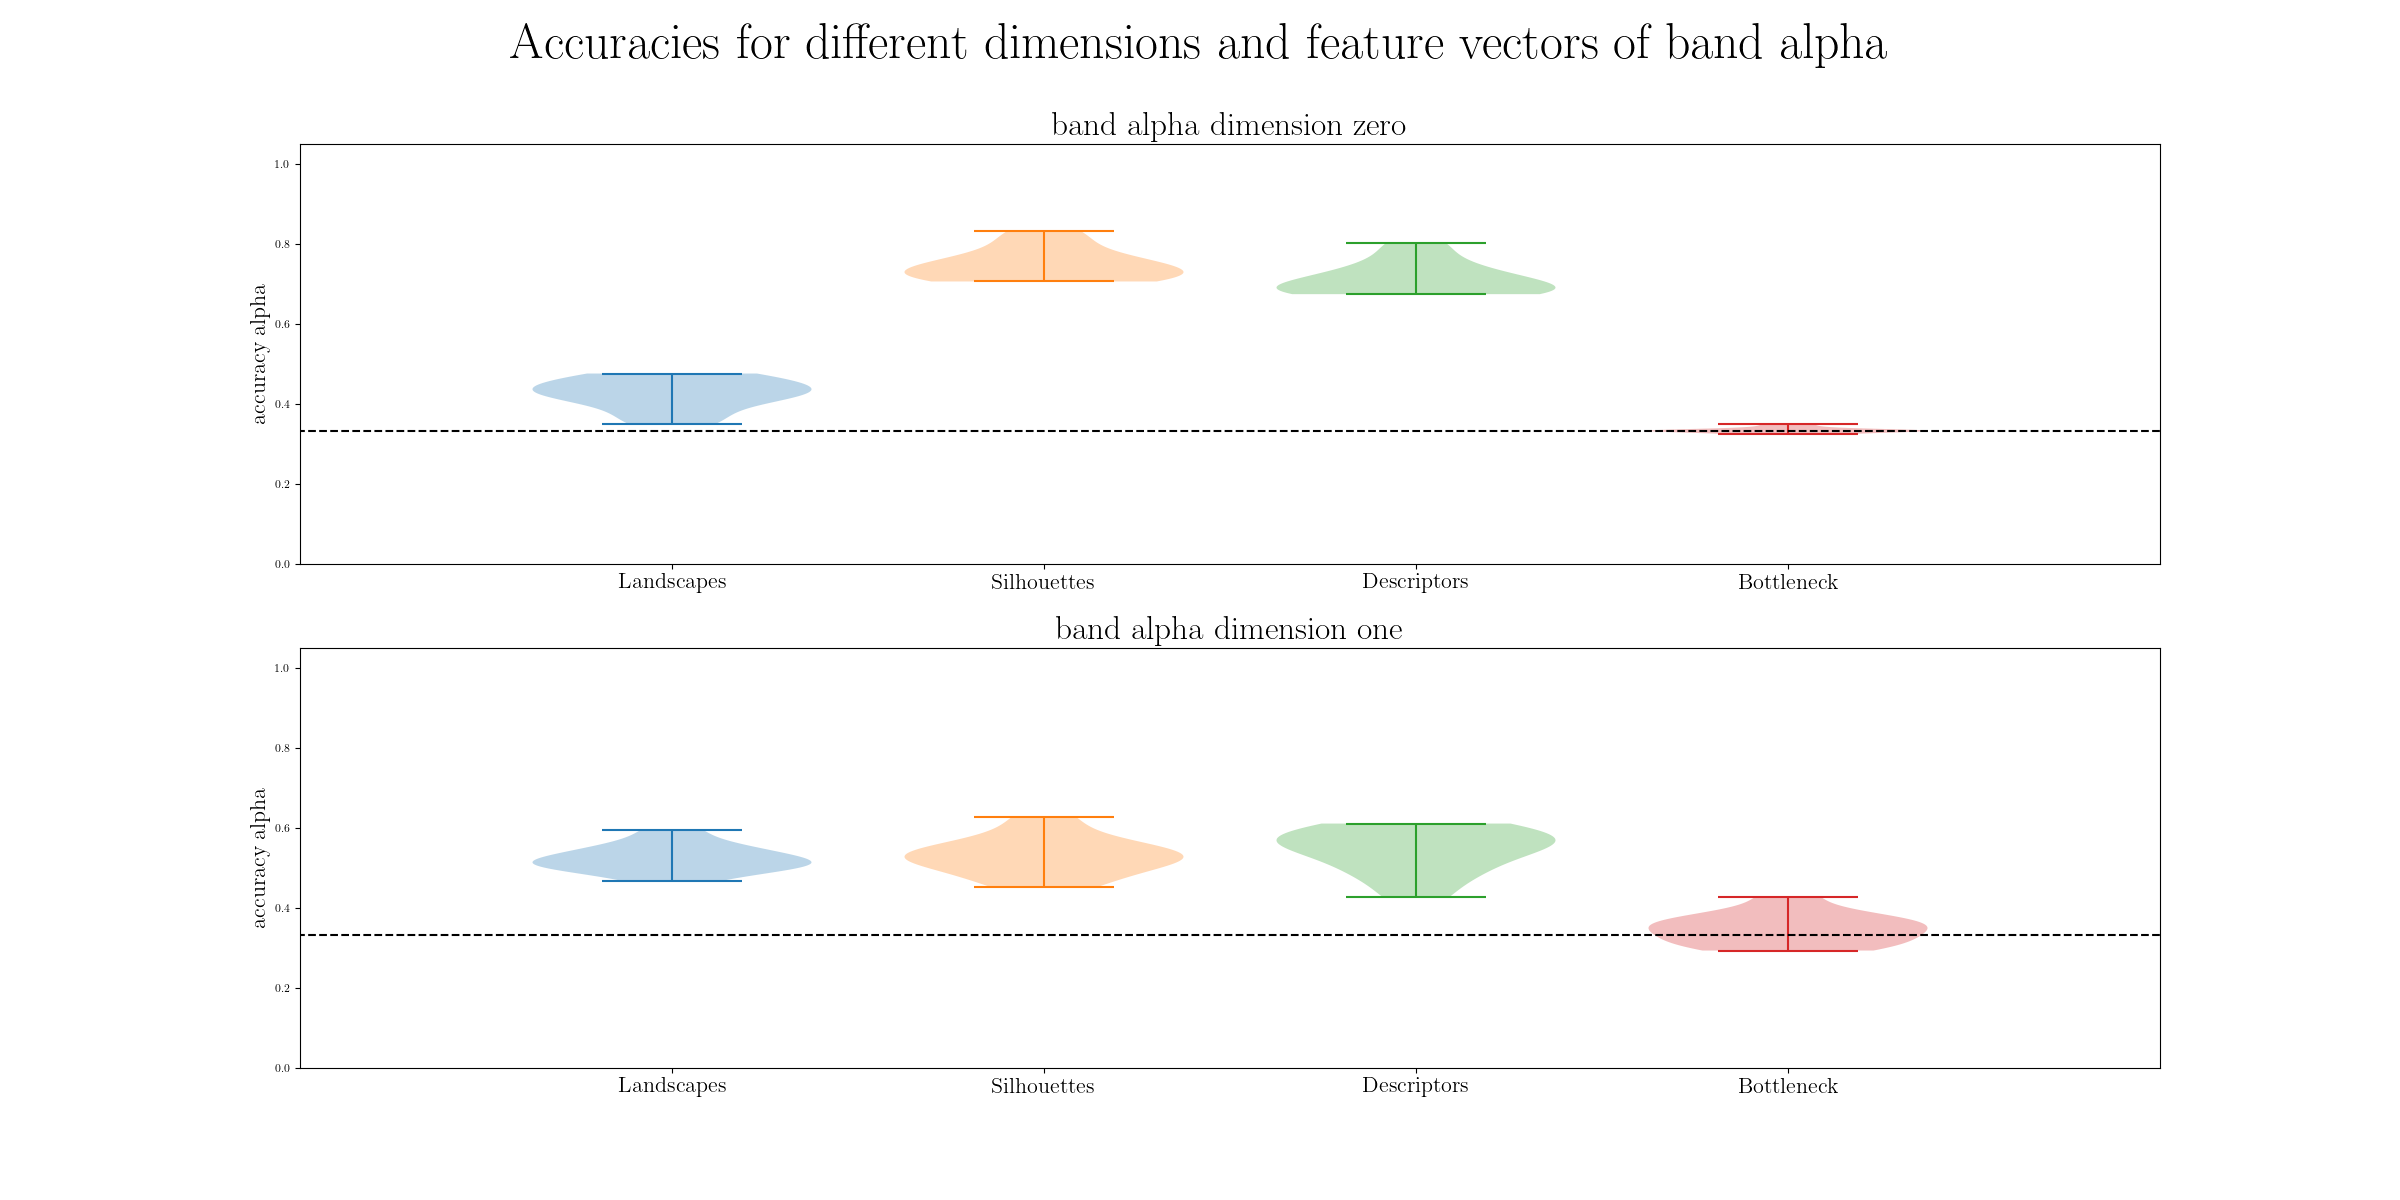 Accuracies for different dimensions and feature vectors of band alpha
band alpha dimension zero
accuracy alpha
1.0
0.8
0.6
0.4
0.2
0.0
Landscapes Silhouettes Descriptors Bottleneck
band alpha dimension one
accuracy alpha
1.0
0.8
0.6
0.4
0.2
0.0
Landscapes Silhouettes Descriptors Bottleneck